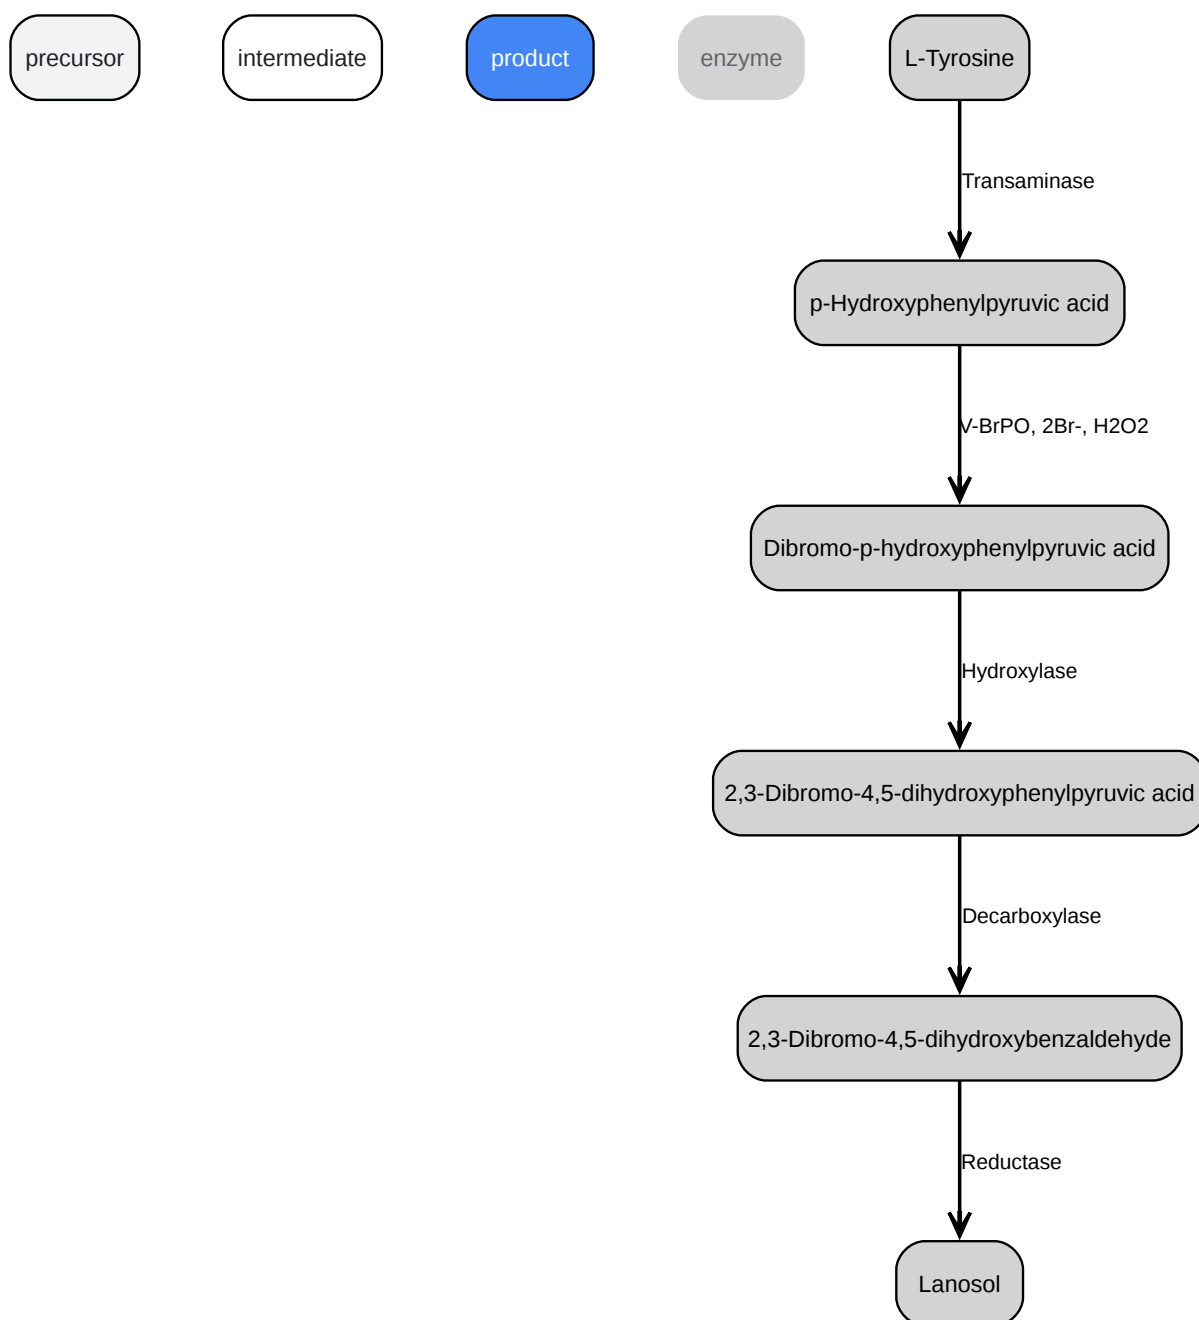 precursor
intermediate
product
enzyme
L-Tyrosine
Transaminase
p-Hydroxyphenylpyruvic acid
V-BrPO, 2Br-, H2O2
Dibromo-p-hydroxyphenylpyruvic acid
Hydroxylase
2,3-Dibromo-4,5-dihydroxyphenylpyruvic acid
Decarboxylase
2,3-Dibromo-4,5-dihydroxybenzaldehyde
Reductase
Lanosol